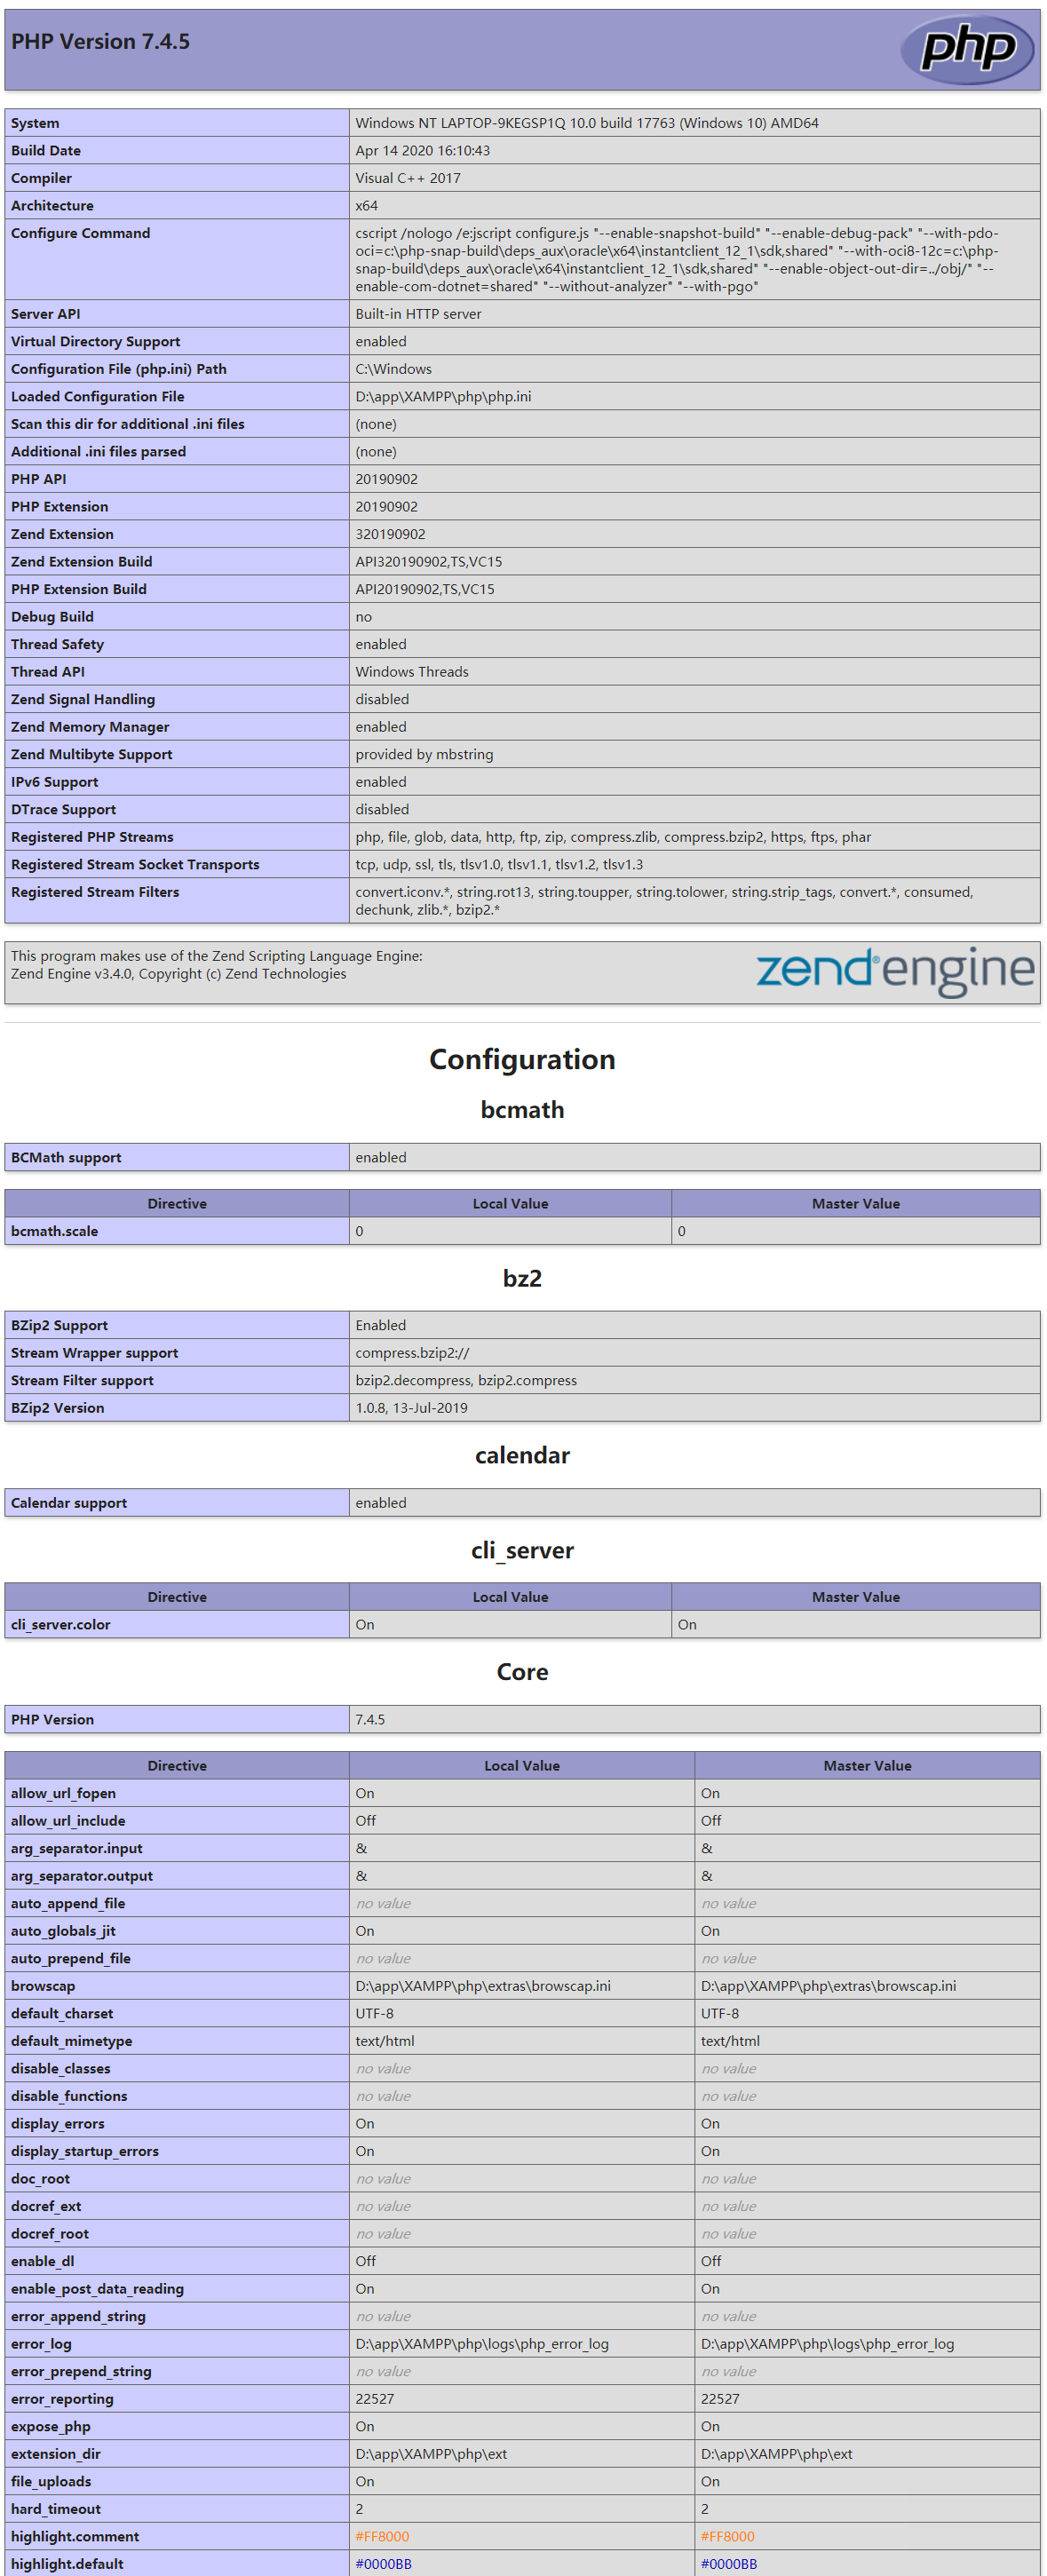 PHP Version 7.4.5
php
System Windows NT LAPTOP-9KEGSP1Q 10.0 build 17763 (Windows 10) AMD64
Build Date Apr 14 2020 16:10:43
Compiler Visual C++ 2017
Architecture x64
Configure Command cscript /nologo /e:jscript configure.js "--enable-snapshot-build" "--enable-debug-pack" "--with-pdo-
oci=c:\php-snap-build\deps_aux\oracle\x64\instantclient_12_1\sdk,shared" "--with-oci8-12c=c:\php-
snap-build\deps_aux\oracle\x64\instantclient_12_1\sdk,shared" "--enable-object-out-dir=../obj/" "--
enable-com-dotnet=shared" "--without-analyzer" "--with-pgo"
Server API Built-in HTTP server
Virtual Directory Support enabled
Configuration File (php.ini) Path C:\Windows
Loaded Configuration File D:\app\XAMPP\php\php.ini
Scan this dir for additional .ini files (none)
Additional .ini files parsed (none)
PHP API 20190902
PHP Extension 20190902
Zend Extension 320190902
Zend Extension Build API320190902,TS,VC15
PHP Extension Build API20190902,TS,VC15
Debug Build no
Thread Safety enabled
Thread API Windows Threads
Zend Signal Handling disabled
Zend Memory Manager enabled
Zend Multibyte Support provided by mbstring
IPv6 Support enabled
DTrace Support disabled
Registered PHP Streams php, file, glob, data, http, ftp, zip, compress.zlib, compress.bzip2, https, ftps, phar
Registered Stream Socket Transports tcp, udp, ssl, tls, tlsv1.0, tlsv1.1, tlsv1.2, tlsv1.3
Registered Stream Filters convert.iconv.*, string.rot13, string.toupper, string.tolower, string.strip_tags, convert.*, consumed,
dechunk, zlib.*, bzip2.*
This program makes use of the Zend Scripting Language Engine:
Zend Engine v3.4.0, Copyright (c) Zend Technologies
zend®engine
Configuration
bcmath
BCMath support enabled
Directive Local Value Master Value
bcmath.scale 0 0
bz2
BZip2 Support Enabled
Stream Wrapper support compress.bzip2://
Stream Filter support bzip2.decompress, bzip2.compress
BZip2 Version 1.0.8, 13-Jul-2019
calendar
Calendar support enabled
cli_server
Directive Local Value Master Value
cli_server.color On On
Core
PHP Version 7.4.5
Directive Local Value Master Value
allow_url_fopen On On
allow_url_include Off Off
arg_separator.input & &
arg_separator.output & &
auto_append_file no value no value
auto_globals_jit On On
auto_prepend_file no value no value
browscap D:\app\XAMPP\php\extras\browscap.ini D:\app\XAMPP\php\extras\browscap.ini
default_charset UTF-8 UTF-8
default_mimetype text/html text/html
disable_classes no value no value
disable_functions no value no value
display_errors On On
display_startup_errors On On
doc_root no value no value
docref_ext no value no value
docref_root no value no value
enable_dl Off Off
enable_post_data_reading On On
error_append_string no value no value
error_log D:\app\XAMPP\php\logs\php_error_log D:\app\XAMPP\php\logs\php_error_log
error_prepend_string no value no value
error_reporting 22527 22527
expose_php On On
extension_dir D:\app\XAMPP\php\ext D:\app\XAMPP\php\ext
file_uploads On On
hard_timeout 2 2
highlight.comment #FF8000 #FF8000
highlight.default #0000BB #0000BB